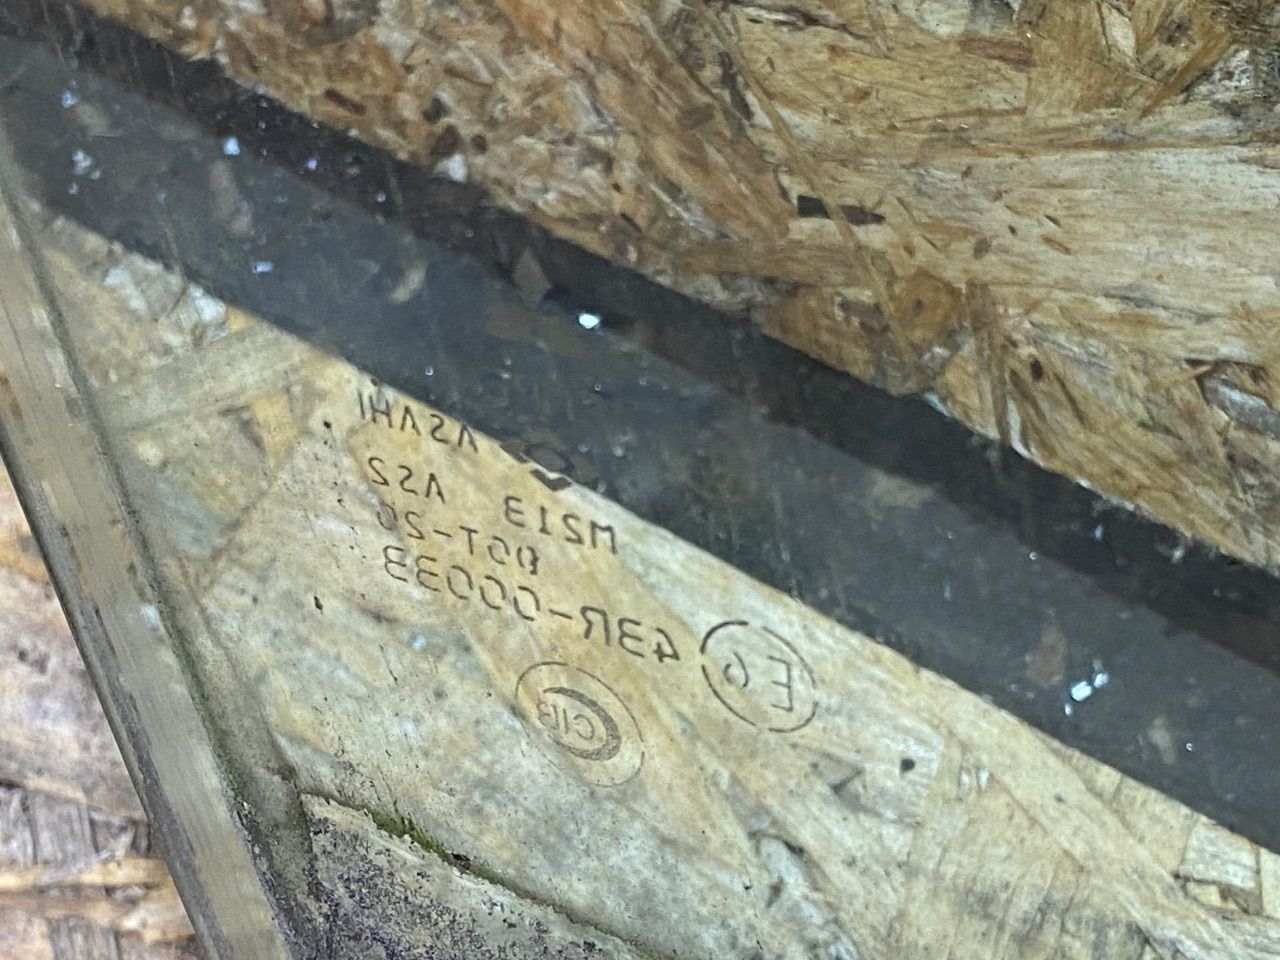 ASAHI
M213 AS2
DOT-20
43R-00033
E6